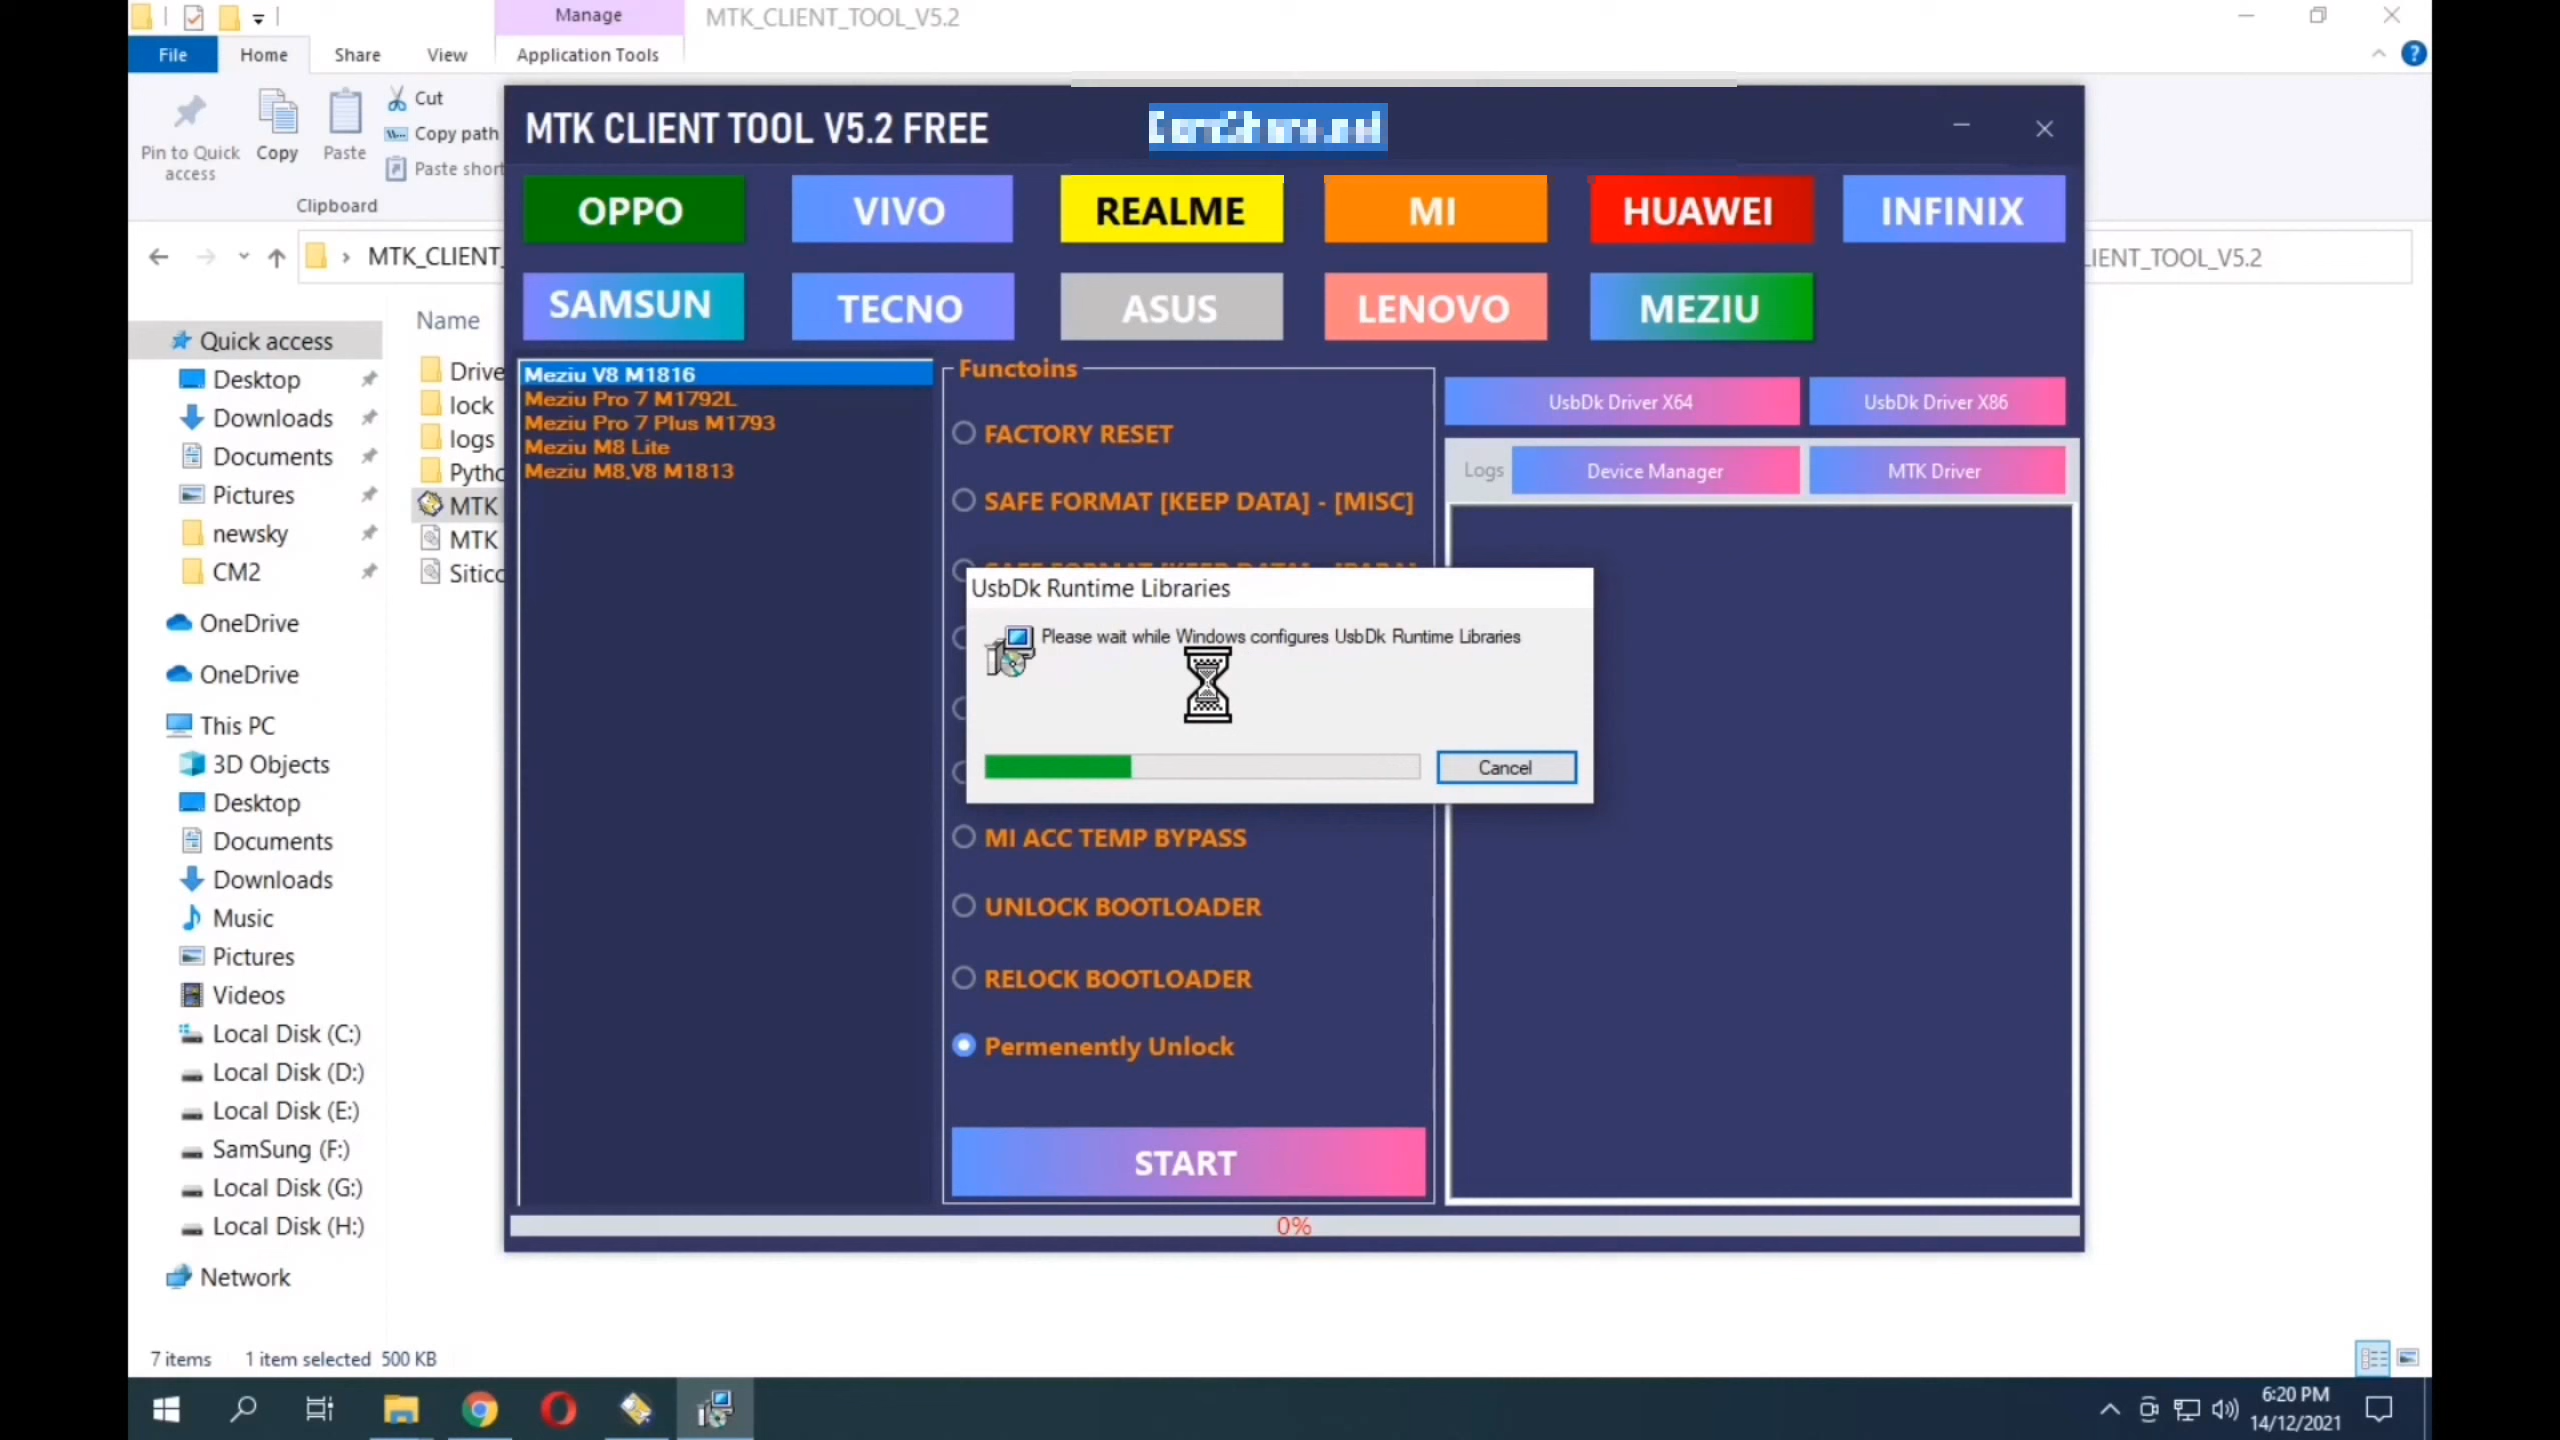 Manage
MTK_CLIENT_TOOL_V5.2
File
Home
Share
View
Application Tools
Pin to Quick
access
Copy
Paste
Cut
Copy path
Paste short
Clipboard
MTK_CLIENT_
LIENT_TOOL_V5.2
Quick access
Desktop
Downloads
Documents
Pictures
newsky
CM2
OneDrive
OneDrive
This PC
3D Objects
Desktop
Documents
Downloads
Music
Pictures
Videos
Local Disk (C:)
Local Disk (D:)
Local Disk (E:)
SamSung (F:)
Local Disk (G:)
Local Disk (H:)
Network
Name
Drive
lock
logs
Pytho
MTK
MTK
Sitic
MTK CLIENT TOOL V5.2 FREE
OPPO
VIVO
REALME
MI
HUAWEI
INFINIX
SAMSUN
TECNO
ASUS
LENOVO
MEZIU
Meziu V8 M1816
Meziu Pro 7 M1792L
Meziu Pro 7 Plus M1793
Meziu M8 Lite
Meziu M8,V8 M1813
Functoins
FACTORY RESET
SAFE FORMAT [KEEP DATA] - [MISC]
MI ACC TEMP BYPASS
UNLOCK BOOTLOADER
RELOCK BOOTLOADER
Permenently Unlock
START
UsbDk Driver X64
UsbDk Driver X86
Logs
Device Manager
MTK Driver
UsbDk Runtime Libraries
Please wait while Windows configures UsbDk Runtime Libraries
Cancel
0%
7 items
1 item selected 500 KB
6:20 PM
14/12/2021